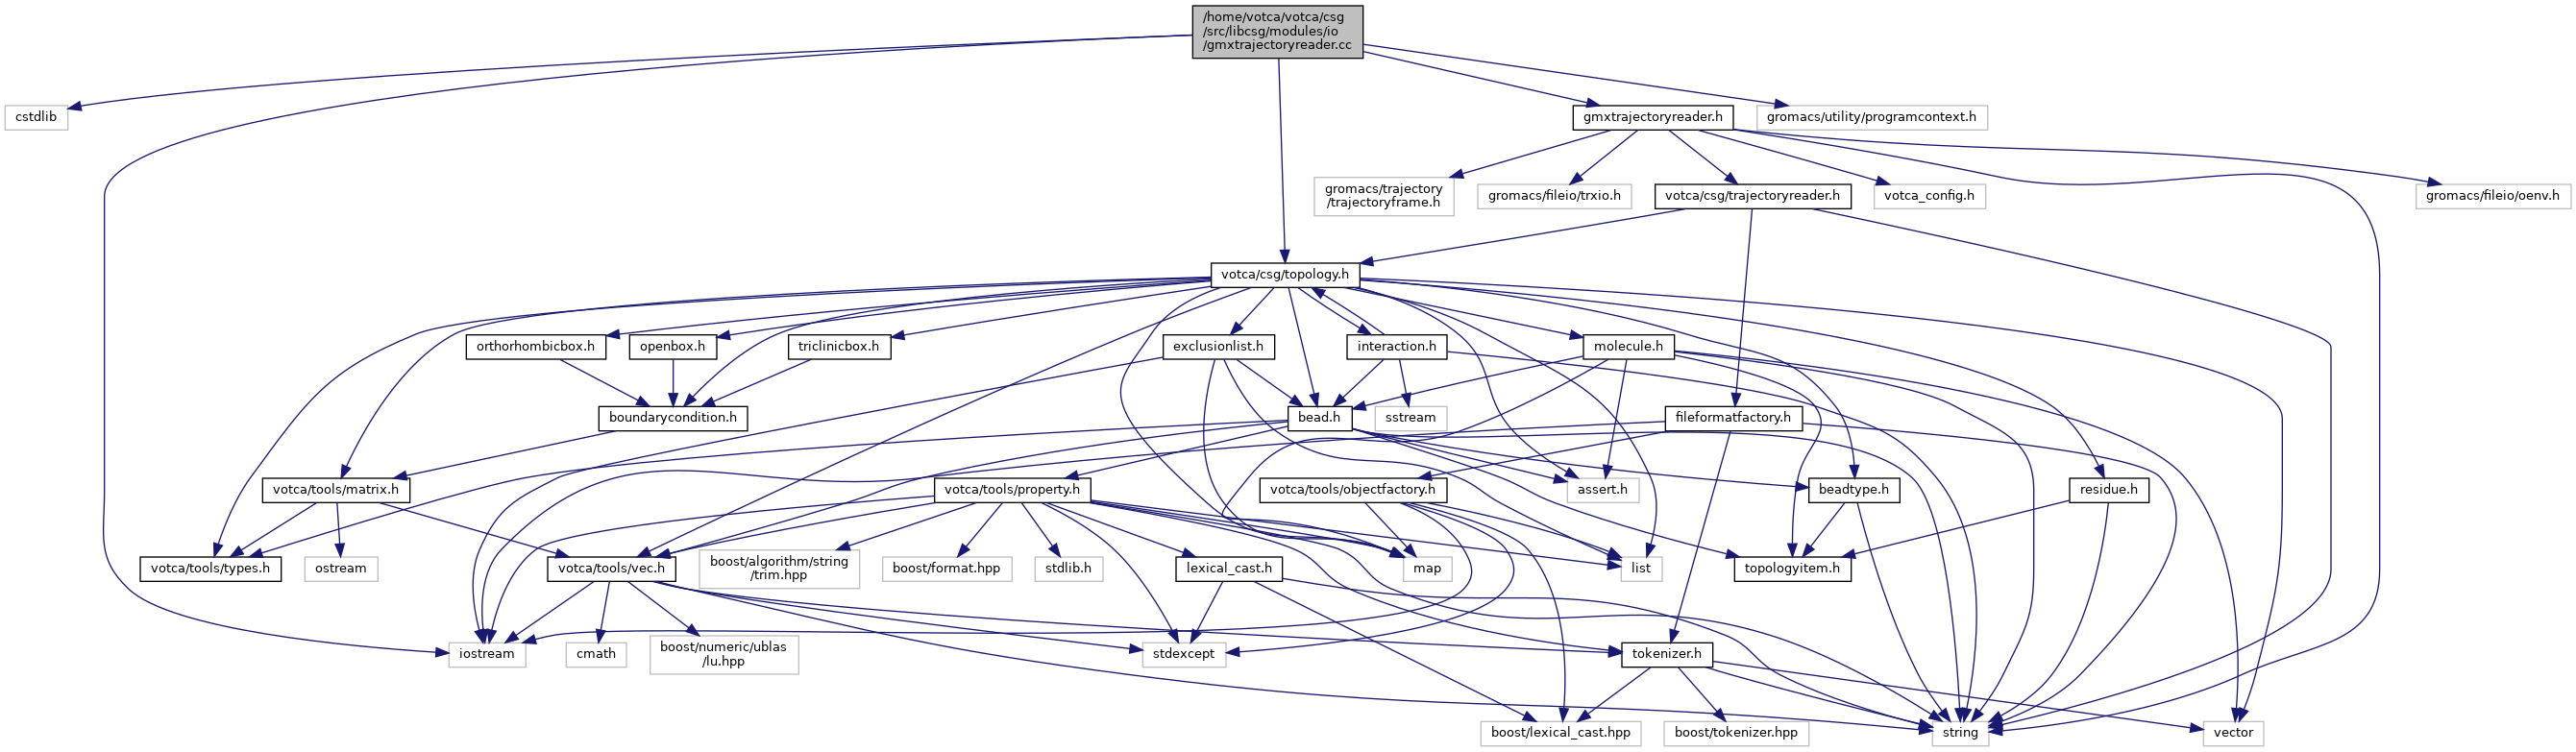 /home/votca/votca/csg
/src/libcsg/modules/io
/gmxtrajectoryreader.cc
cstdlib
gmxtrajectoryreader.h
gromacs/utility/programcontext.h
gromacs/trajectory
/trajectoryframe.h
gromacs/fileio/trxio.h
votca/csg/trajectoryreader.h
votca_config.h
gromacs/fileio/oenv.h
votca/csg/topology.h
orthorhombicbox.h
openbox.h
triclinicbox.h
exclusionlist.h
interaction.h
molecule.h
boundarycondition.h
bead.h
sstream
fileformatfactory.h
votca/tools/matrix.h
votca/tools/property.h
votca/tools/objectfactory.h
assert.h
beadtype.h
residue.h
votca/tools/types.h
ostream
votca/tools/vec.h
boost/algorithm/string
/trim.hpp
boost/format.hpp
stdlib.h
lexical_cast.h
map
list
topologyitem.h
iostream
cmath
boost/numeric/ublas
/lu.hpp
stdexcept
tokenizer.h
boost/lexical_cast.hpp
boost/tokenizer.hpp
string
vector